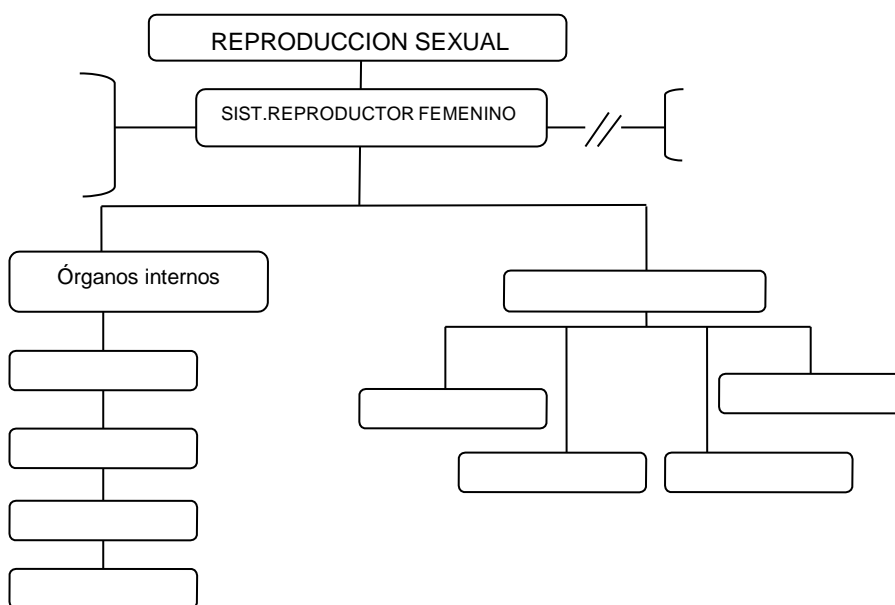 REPRODUCCION SEXUAL
SIST.REPRODUCTOR FEMENINO
Órganos internos